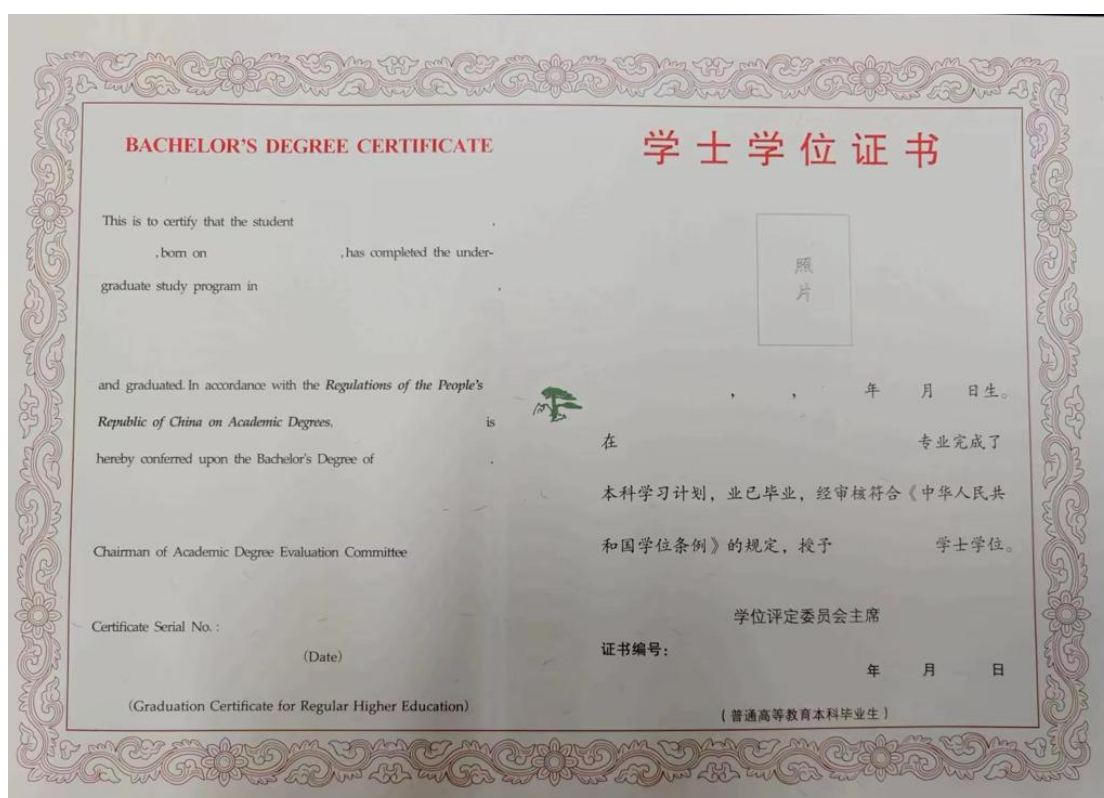 BACHELOR'S DEGREE CERTIFICATE
This is to certify that the student .
,born on ,has completed the under-
graduate study program in .
and graduated. In accordance with the Regulations of the People's
Republic of China on Academic Degrees, is
hereby conferred upon the Bachelor's Degree of .
Chairman of Academic Degree Evaluation Committee
Certificate Serial No. :
(Date)
(Graduation Certificate for Regular Higher Education)
学士学位证书
照
片
, , 年 月 日生。
在 专业完成了
本科学习计划，业已毕业，经审核符合《中华人民共
和国学位条例》的规定，授予 学士学位。
学位评定委员会主席
证书编号：
年 月 日
（普通高等教育本科毕业生）